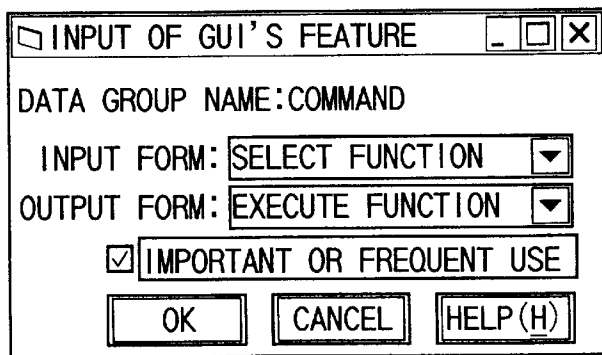 INPUT OF GUI'S FEATURE
DATA GROUP NAME:COMMAND
INPUT FORM: SELECT FUNCTION
OUTPUT FORM: EXECUTE FUNCTION
IMPORTANT OR FREQUENT USE
OK CANCEL HELP(H)